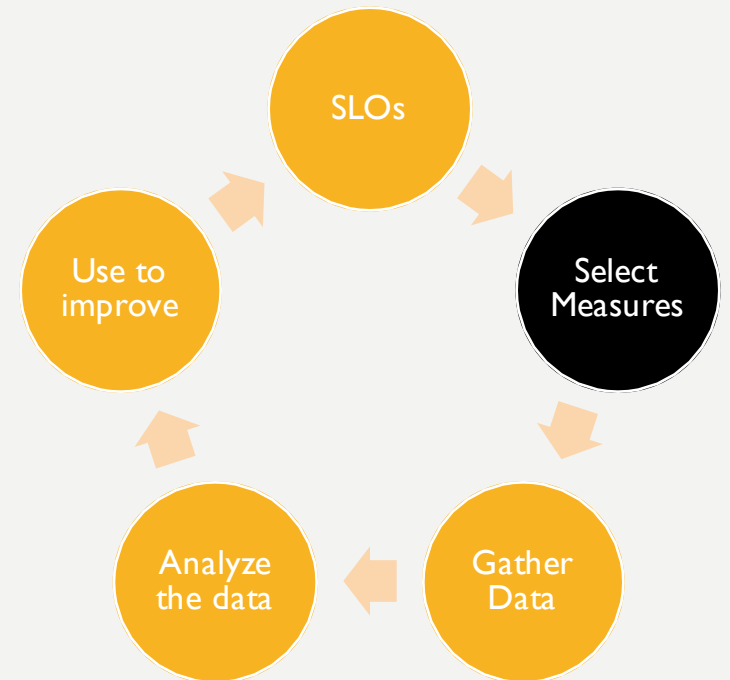 SLOs
Select
Measures
Gather
Data
Analyze
the data
Use to
improve